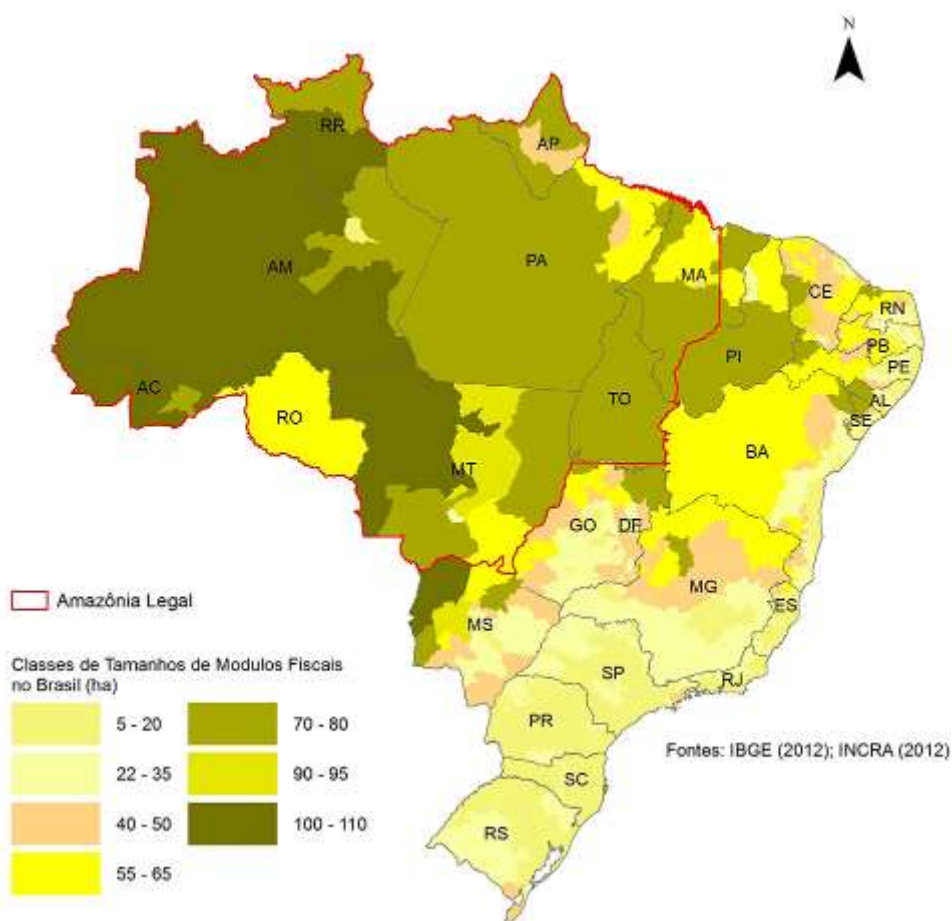 N
RR
AP
AM
PA
MA
CE
RN
PB
PE
PI
AC
TO
AL
SE
RO
BA
MT
GO
DF
MG
ES
MS
Amazônia Legal
SP
RJ
Classes de Tamanhos de Modulos Fiscais
no Brasil (ha)
5 - 20
70 - 80
PR
22 - 35
90 - 95
Fontes: IBGE (2012); INCRA (2012)
SC
40 - 50
100 - 110
RS
55 - 65